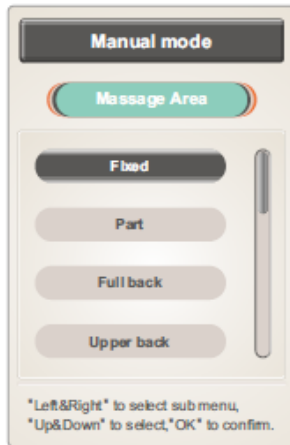 Manual mode
Massage Area
Fixed
Part
Full back
Upper back
"Left&Right" to select sub menu,
"Up&Down" to select,"OK" to confirm.